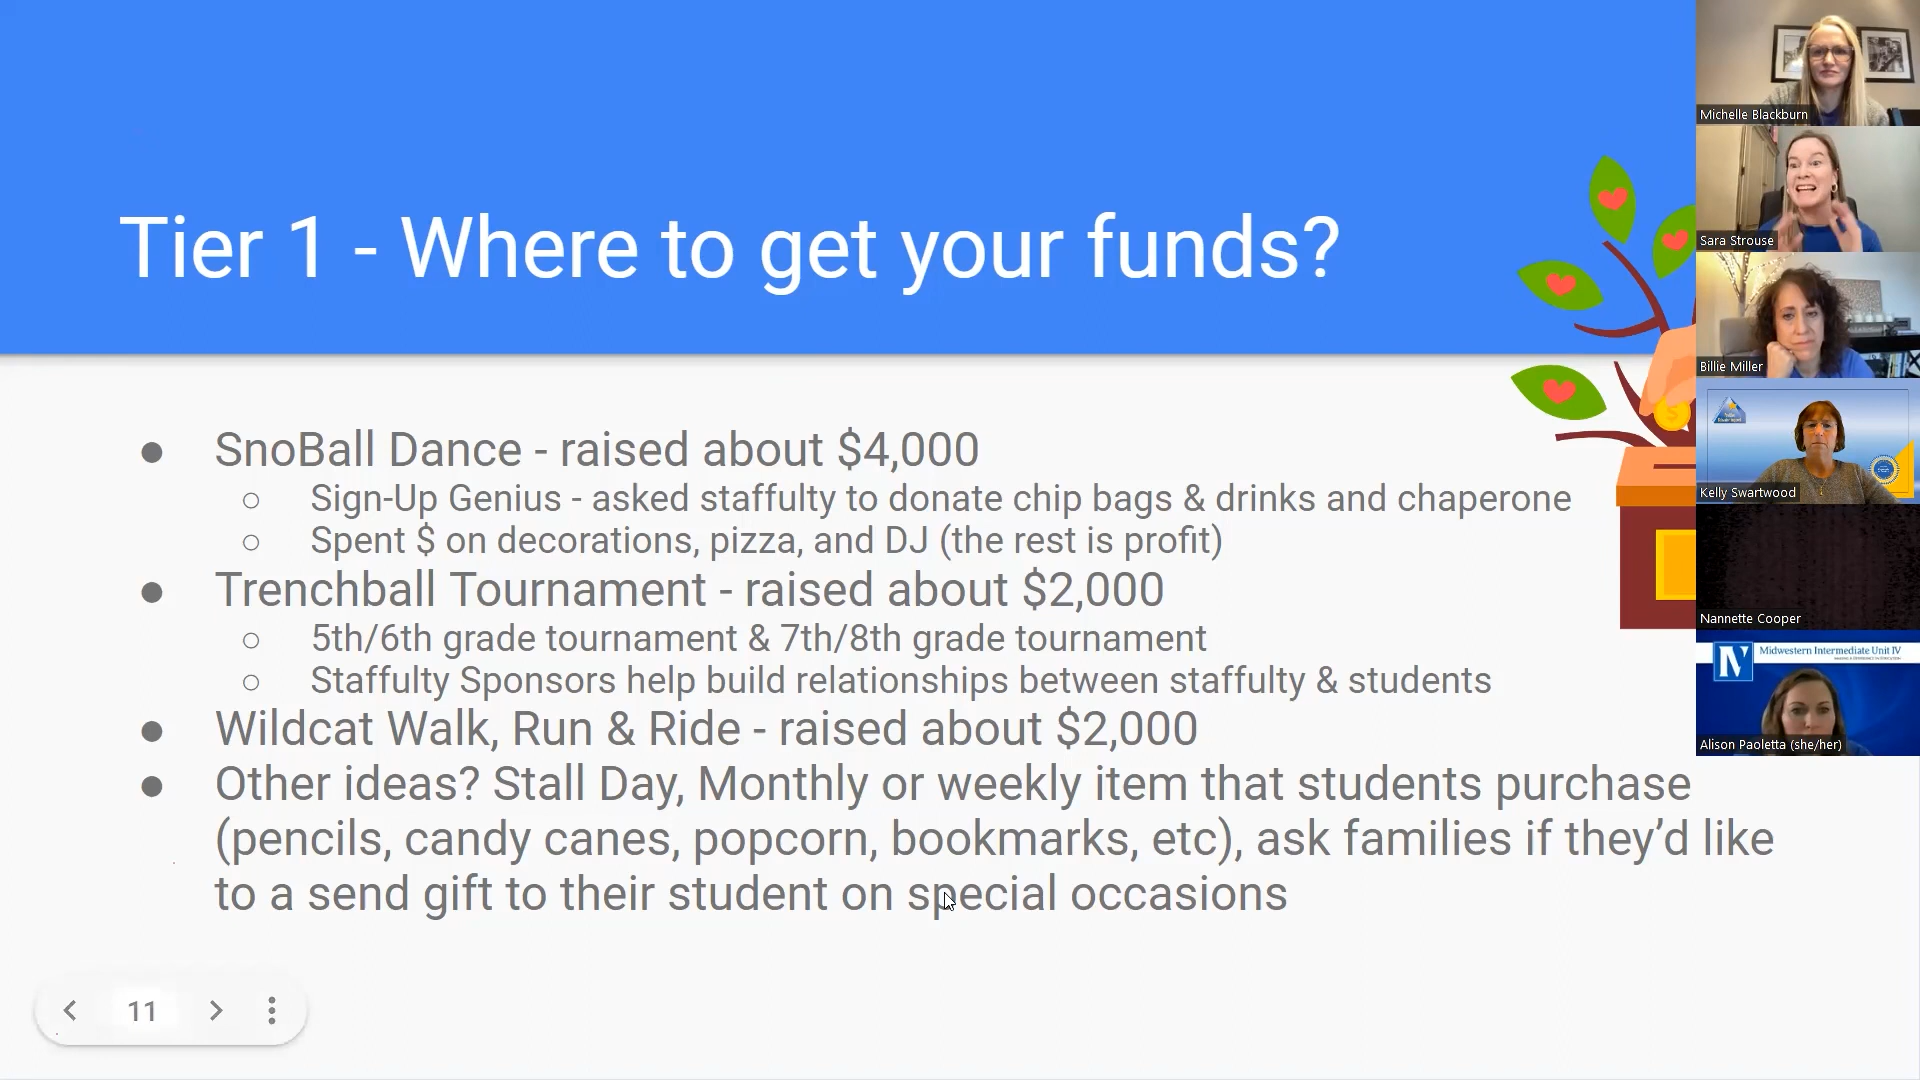 Tier 1 - Where to get your funds?
● SnoBall Dance - raised about $4,000
○ Sign-Up Genius - asked staffulty to donate chip bags & drinks and chaperone
○ Spent $ on decorations, pizza, and DJ (the rest is profit)
● Trenchball Tournament - raised about $2,000
○ 5th/6th grade tournament & 7th/8th grade tournament
○ Staffulty Sponsors help build relationships between staffulty & students
● Wildcat Walk, Run & Ride - raised about $2,000
● Other ideas? Stall Day, Monthly or weekly item that students purchase
(pencils, candy canes, popcorn, bookmarks, etc), ask families if they’d like
to a send gift to their student on special occasions
11
$
Michelle Blackburn
Sara Strouse
Billie Miller
Kelly Swartwood
Nannette Cooper
IV Midwestern Intermediate Unit IV
Alison Paoletta (she/her)